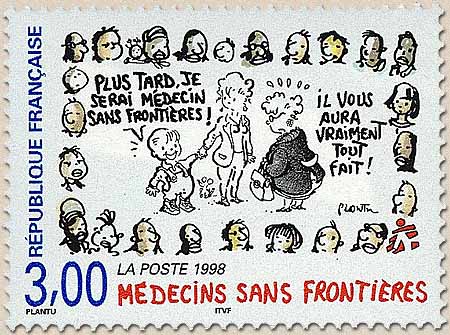 RÉPUBLIQUE FRANÇAISE
PLUS TARD, JE
SERAI MÉDECIN
SANS FRONTIÈRES !
IL VOUS
AURA
VRAIMENT
TOUT
FAIT !
PLANTU
3,00
LA POSTE 1998
MEDECINS SANS FRONTIÈRES
PLANTU
ITVF